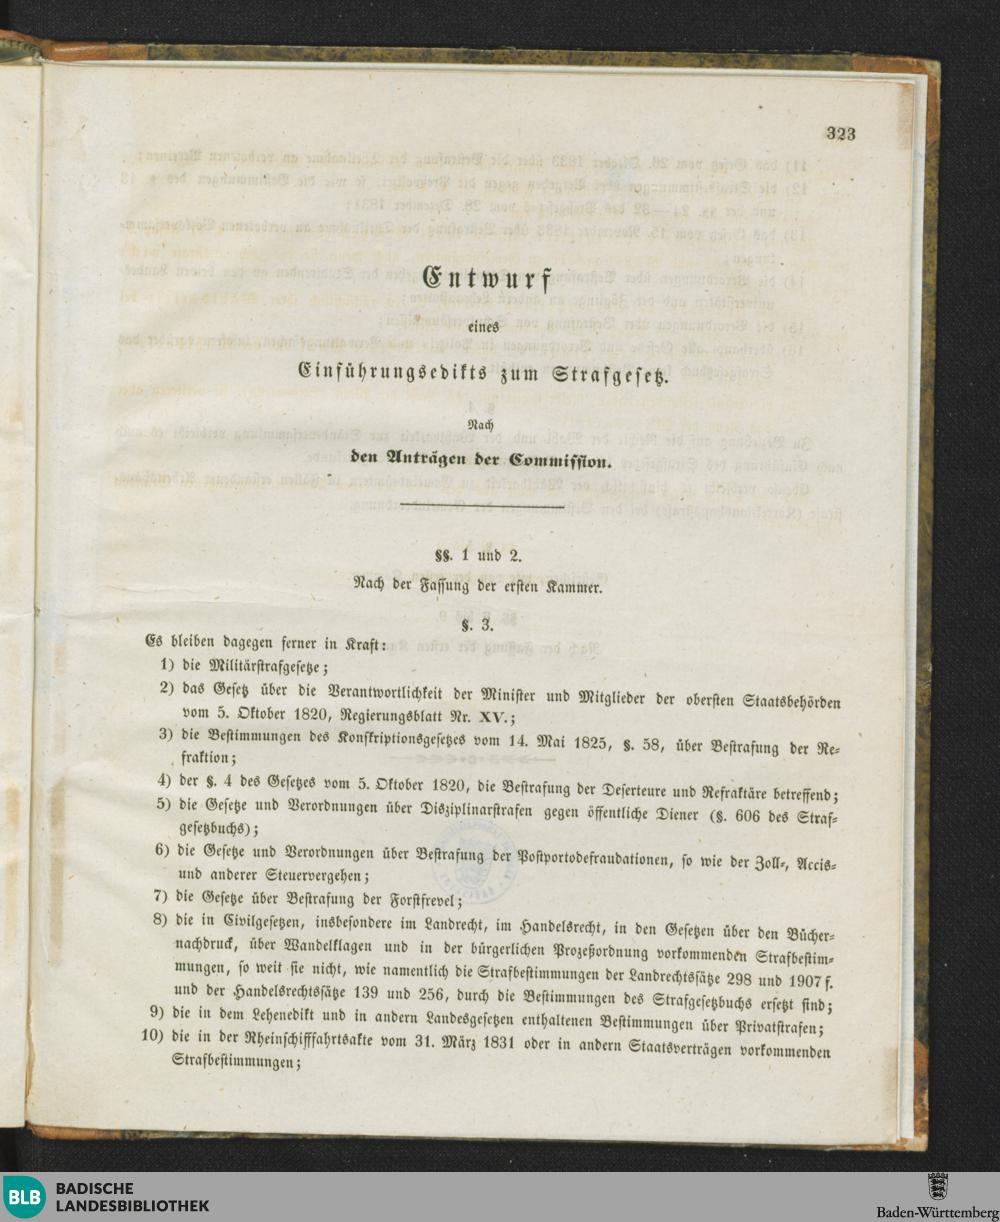 323
Entwurf
eines
Einführungsedikts zum Strafgesetz.
Nach
den Anträgen der Commission.
§§. 1 und 2.
Nach der Fassung der ersten Kammer.
§. 3.
Es bleiben dagegen ferner in Kraft:
1) die Militärstrafgesetze;
2) das Gesetz über die Verantwortlichkeit der Minister und Mitglieder der obersten Staatsbehörden
vom 5. Oktober 1820, Regierungsblatt Nr. XV.;
3) die Bestimmungen des Konskriptionsgesetzes vom 14. Mai 1825, §. 58, über Bestrafung der Re-
fraktion;
4) der §. 4 des Gesetzes vom 5. Oktober 1820, die Bestrafung der Deserteure und Refraktäre betreffend;
5) die Gesetze und Verordnungen über Disziplinarstrafen gegen öffentliche Diener (§. 606 des Straf-
gesetzbuchs);
6) die Gesetze und Verordnungen über Bestrafung der Postportodefraudationen, so wie der Zoll-, Accis-
und anderer Steuervergehen;
7) die Gesetze über Bestrafung der Forstfrevel;
8) die in Civilgesetzen, insbesondere im Landrecht, im Handelsrecht, in den Gesetzen über den Bücher-
nachdruck, über Wandelklagen und in der bürgerlichen Prozeßordnung vorkommenden Strafbestim-
mungen, so weit sie nicht, wie namentlich die Strafbestimmungen der Landrechtssätze 298 und 1907 f.
und der Handelsrechtssätze 139 und 256, durch die Bestimmungen des Strafgesetzbuchs ersetzt sind;
9) die in dem Lehenedikt und in andern Landesgesetzen enthaltenen Bestimmungen über Privatstrafen;
10) die in der Rheinschifffahrtsakte vom 31. März 1831 oder in andern Staatsverträgen vorkommenden
Strafbestimmungen;
BLB BADISCHE
LANDESBIBLIOTHEK
Baden-Württemberg